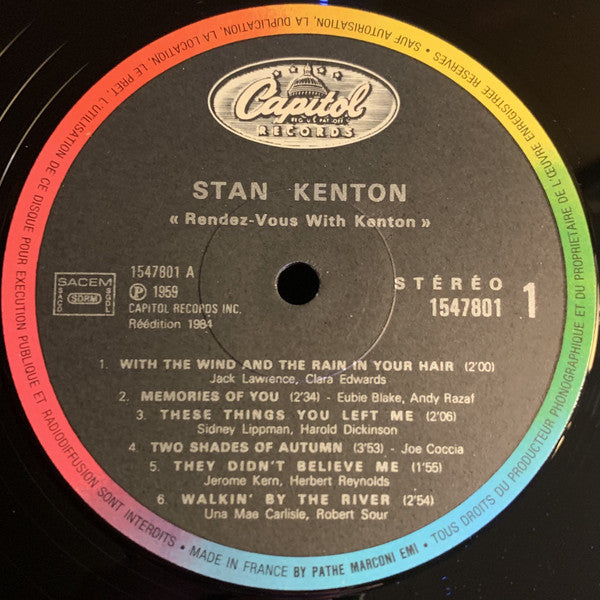 Capitol
REG. U.S. PAT. OFF.
RECORDS
STAN KENTON
« Rendez-Vous With Kenton »
1547801 A
SACEM
SACD SDRM SGDL
℗ 1959
CAPITOL RECORDS INC.
Réédition 1984
STÉRÉO
1547801 1
1. WITH THE WIND AND THE RAIN IN YOUR HAIR (2'00)
Jack Lawrence, Clara Edwards
2. MEMORIES OF YOU (2'34) - Eubie Blake, Andy Razaf
3. THESE THINGS YOU LEFT ME (2'06)
Sidney Lippman, Harold Dickinson
4. TWO SHADES OF AUTUMN (3'53) - Joe Coccia
5. THEY DIDN'T BELIEVE ME (1'55)
Jerome Kern, Herbert Reynolds
6. WALKIN' BY THE RIVER (2'54)
Una Mae Carlisle, Robert Sour
• MADE IN FRANCE BY PATHE MARCONI EMI • TOUS DROITS DU PRODUCTEUR PHONOGRAPHIQUE ET DU PROPRIETAIRE DE L'ŒUVRE ENREGISTREE RESERVES • SAUF AUTORISATION, LA DUPLICATION, LA LOCATION, LE PRET, L'UTILISATION DE CE DISQUE POUR EXECUTION PUBLIQUE ET RADIODIFFUSION SONT INTERDITS